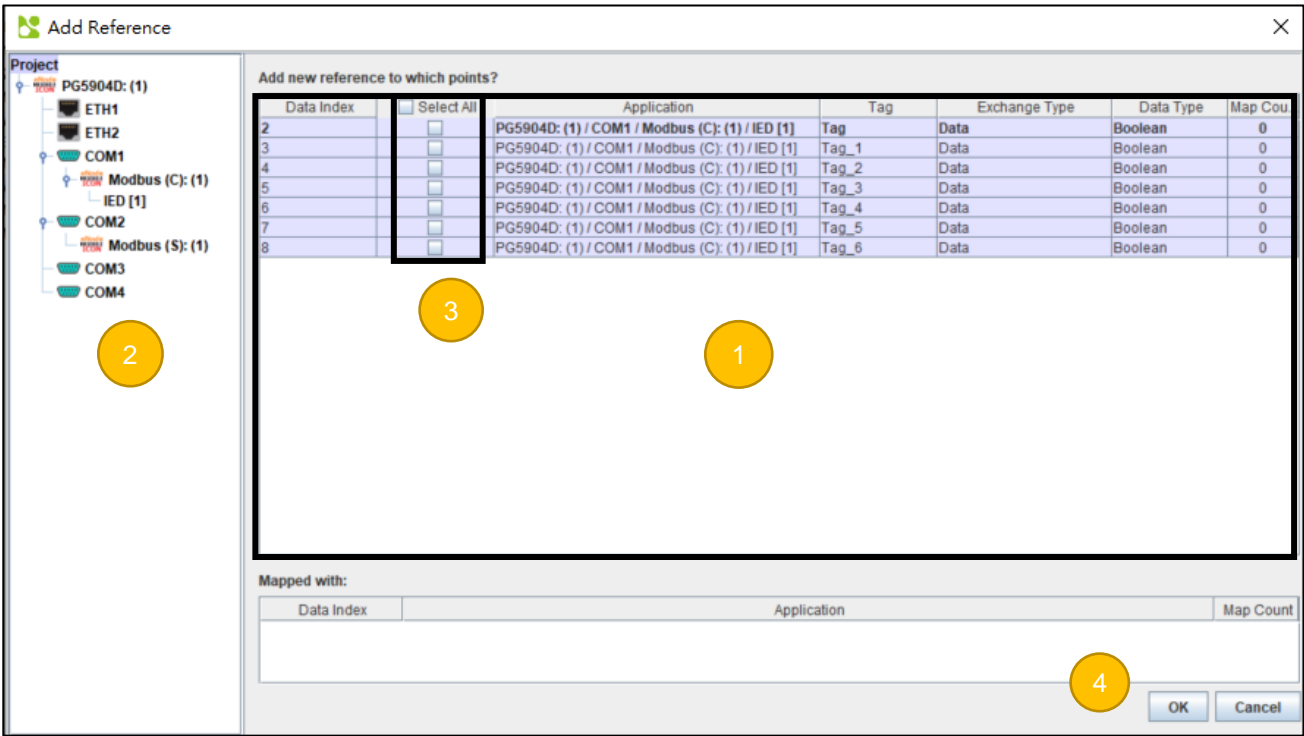 Add Reference
Project
PG5904D: (1)
ETH1
ETH2
COM1
Modbus (C): (1)
IED [1]
COM2
Modbus (S): (1)
COM3
COM4
2
Add new reference to which points?
Data Index Select All Application Tag Exchange Type Data Type Map Cou..
2 PG5904D: (1) / COM1 / Modbus (C): (1) / IED [1] Tag Data Boolean 0
3 PG5904D: (1) / COM1 / Modbus (C): (1) / IED [1] Tag_1 Data Boolean 0
4 PG5904D: (1) / COM1 / Modbus (C): (1) / IED [1] Tag_2 Data Boolean 0
5 PG5904D: (1) / COM1 / Modbus (C): (1) / IED [1] Tag_3 Data Boolean 0
6 PG5904D: (1) / COM1 / Modbus (C): (1) / IED [1] Tag_4 Data Boolean 0
7 PG5904D: (1) / COM1 / Modbus (C): (1) / IED [1] Tag_5 Data Boolean 0
8 PG5904D: (1) / COM1 / Modbus (C): (1) / IED [1] Tag_6 Data Boolean 0
3
1
Mapped with:
Data Index Application Map Count
4
OK Cancel